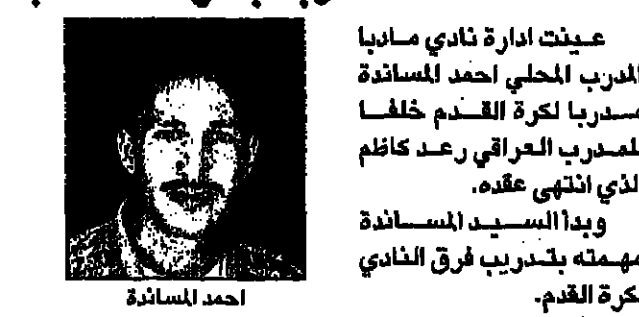 عينت ادارة نادي مادبا
المدرب المحلي احمد المساندة
مدربا لكرة القدم خلفا
للمدرب العراقي رعد كاظم
الذي انتهى عقده.
وبدأ السيد المساندة
مهمته بتدريب فرق النادي
لكرة القدم.
احمد المساندة